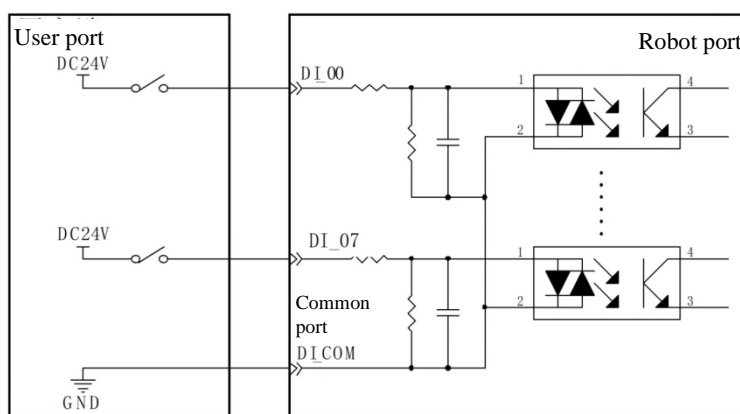 User port
Robot port
DC24V
DI_00
1
4
2
3
DC24V
DI_07
1
4
Common
port
2
3
DI_COM
GND